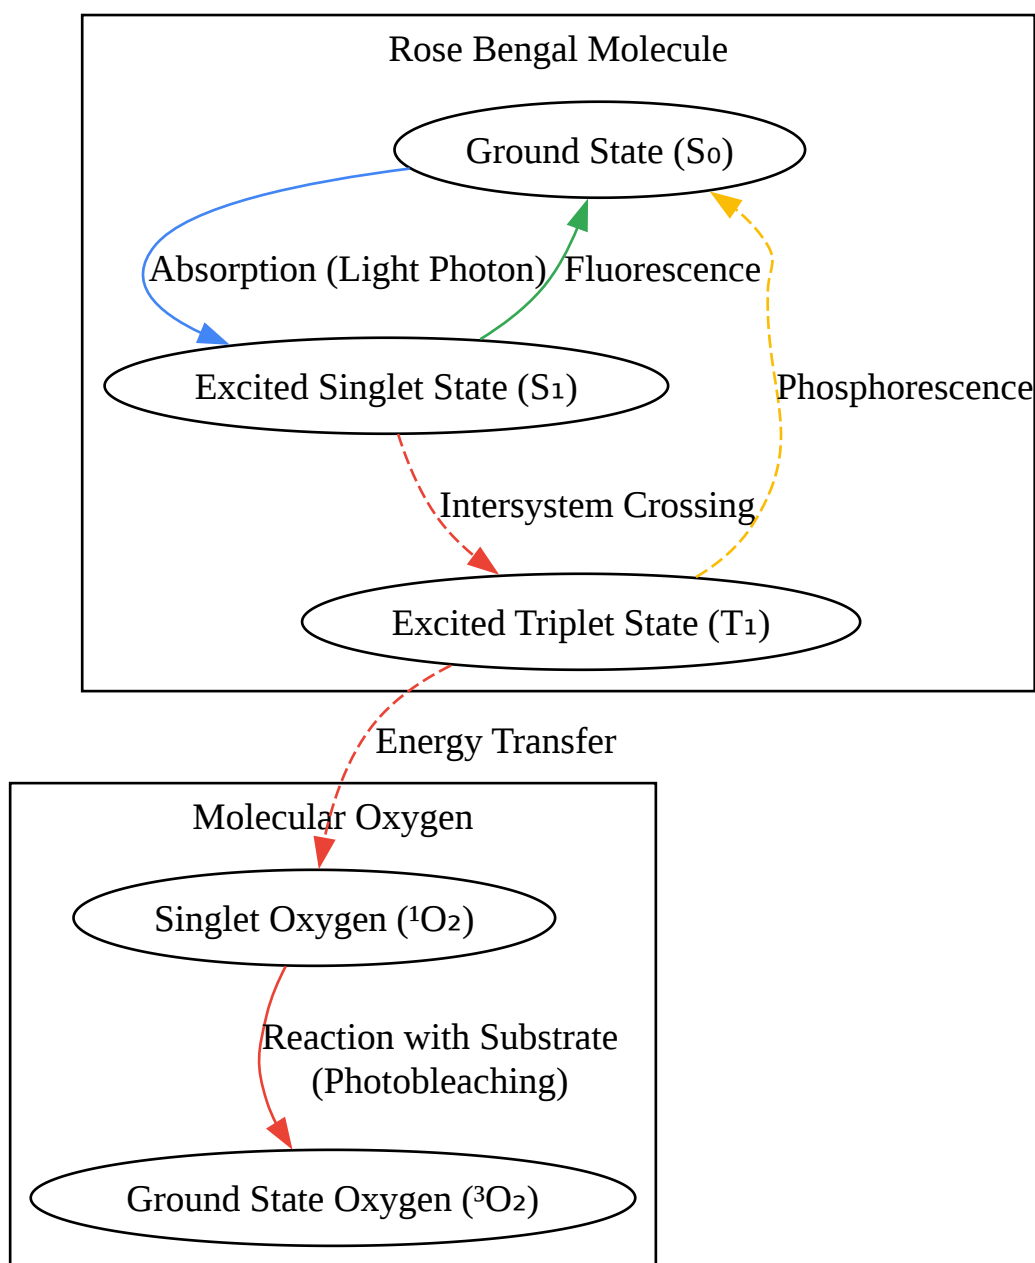 Rose Bengal Molecule
Ground State (S₀)
Absorption (Light Photon)
Fluorescence
Excited Singlet State (S₁)
Phosphorescence
Intersystem Crossing
Excited Triplet State (T₁)
Energy Transfer
Molecular Oxygen
Singlet Oxygen (¹O₂)
Reaction with Substrate
(Photobleaching)
Ground State Oxygen (³O₂)